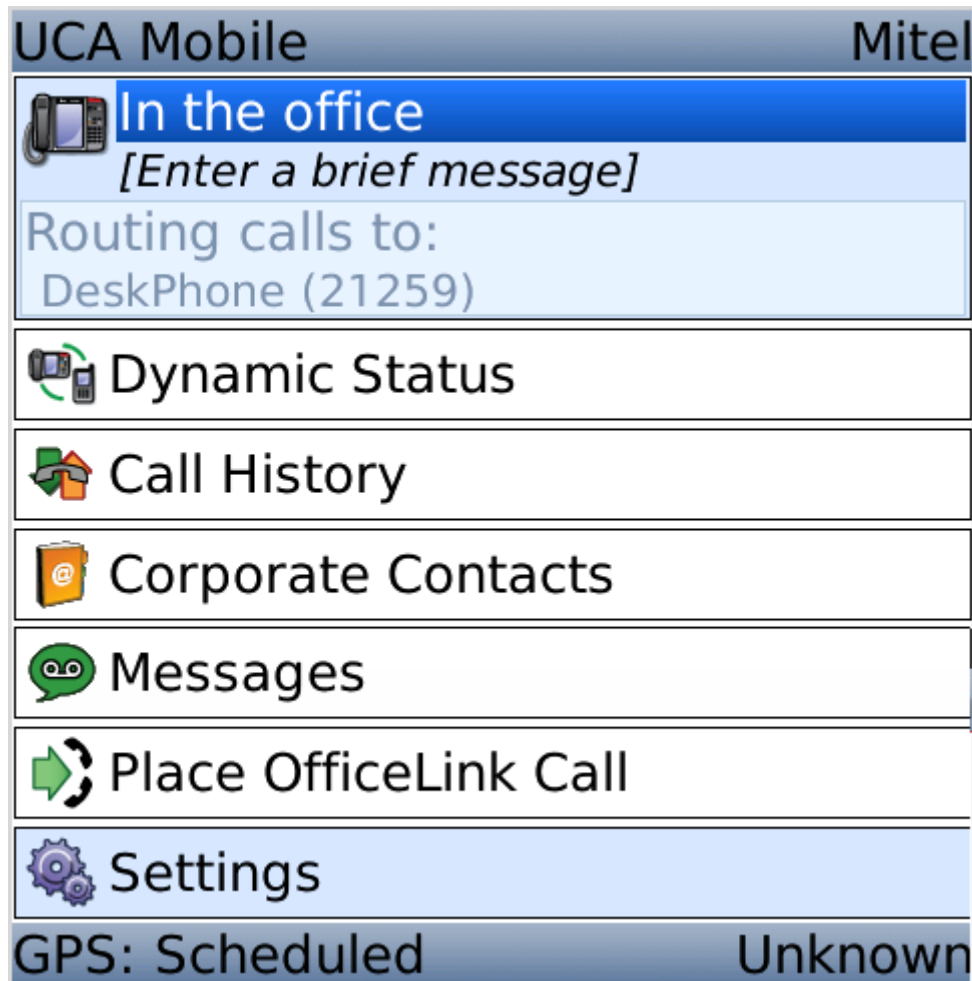 UCA Mobile Mitel
In the office
[Enter a brief message]
Routing calls to:
DeskPhone (21259)
Dynamic Status
Call History
@
Corporate Contacts
Messages
Place OfficeLink Call
Settings
GPS: Scheduled Unknown